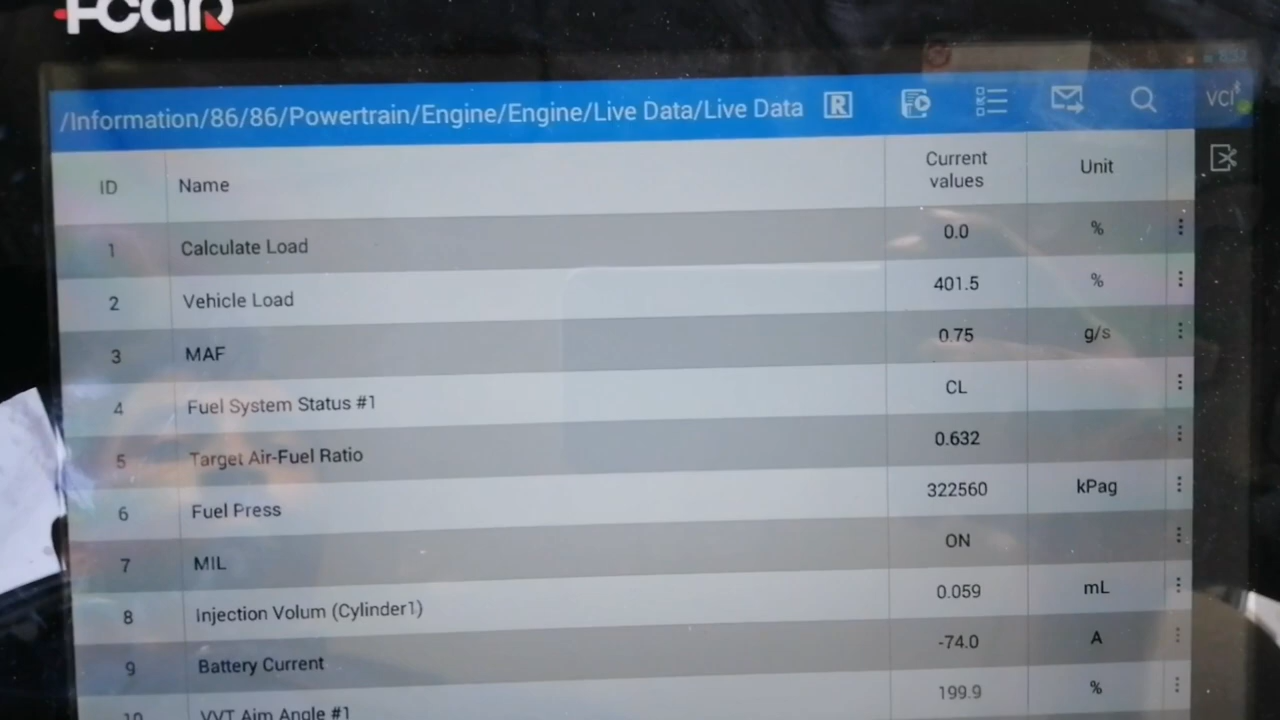 FCAR
/Information/86/86/Powertrain/Engine/Engine/Live Data/Live Data R VCI
ID Name Current values Unit
1 Calculate Load 0.0 %
2 Vehicle Load 401.5 %
3 MAF 0.75 g/s
4 Fuel System Status #1 CL
5 Target Air-Fuel Ratio 0.632
6 Fuel Press 322560 kPag
7 MIL ON
8 Injection Volum (Cylinder1) 0.059 mL
9 Battery Current -74.0 A
10 VVT Aim Angle #1 199.9 %